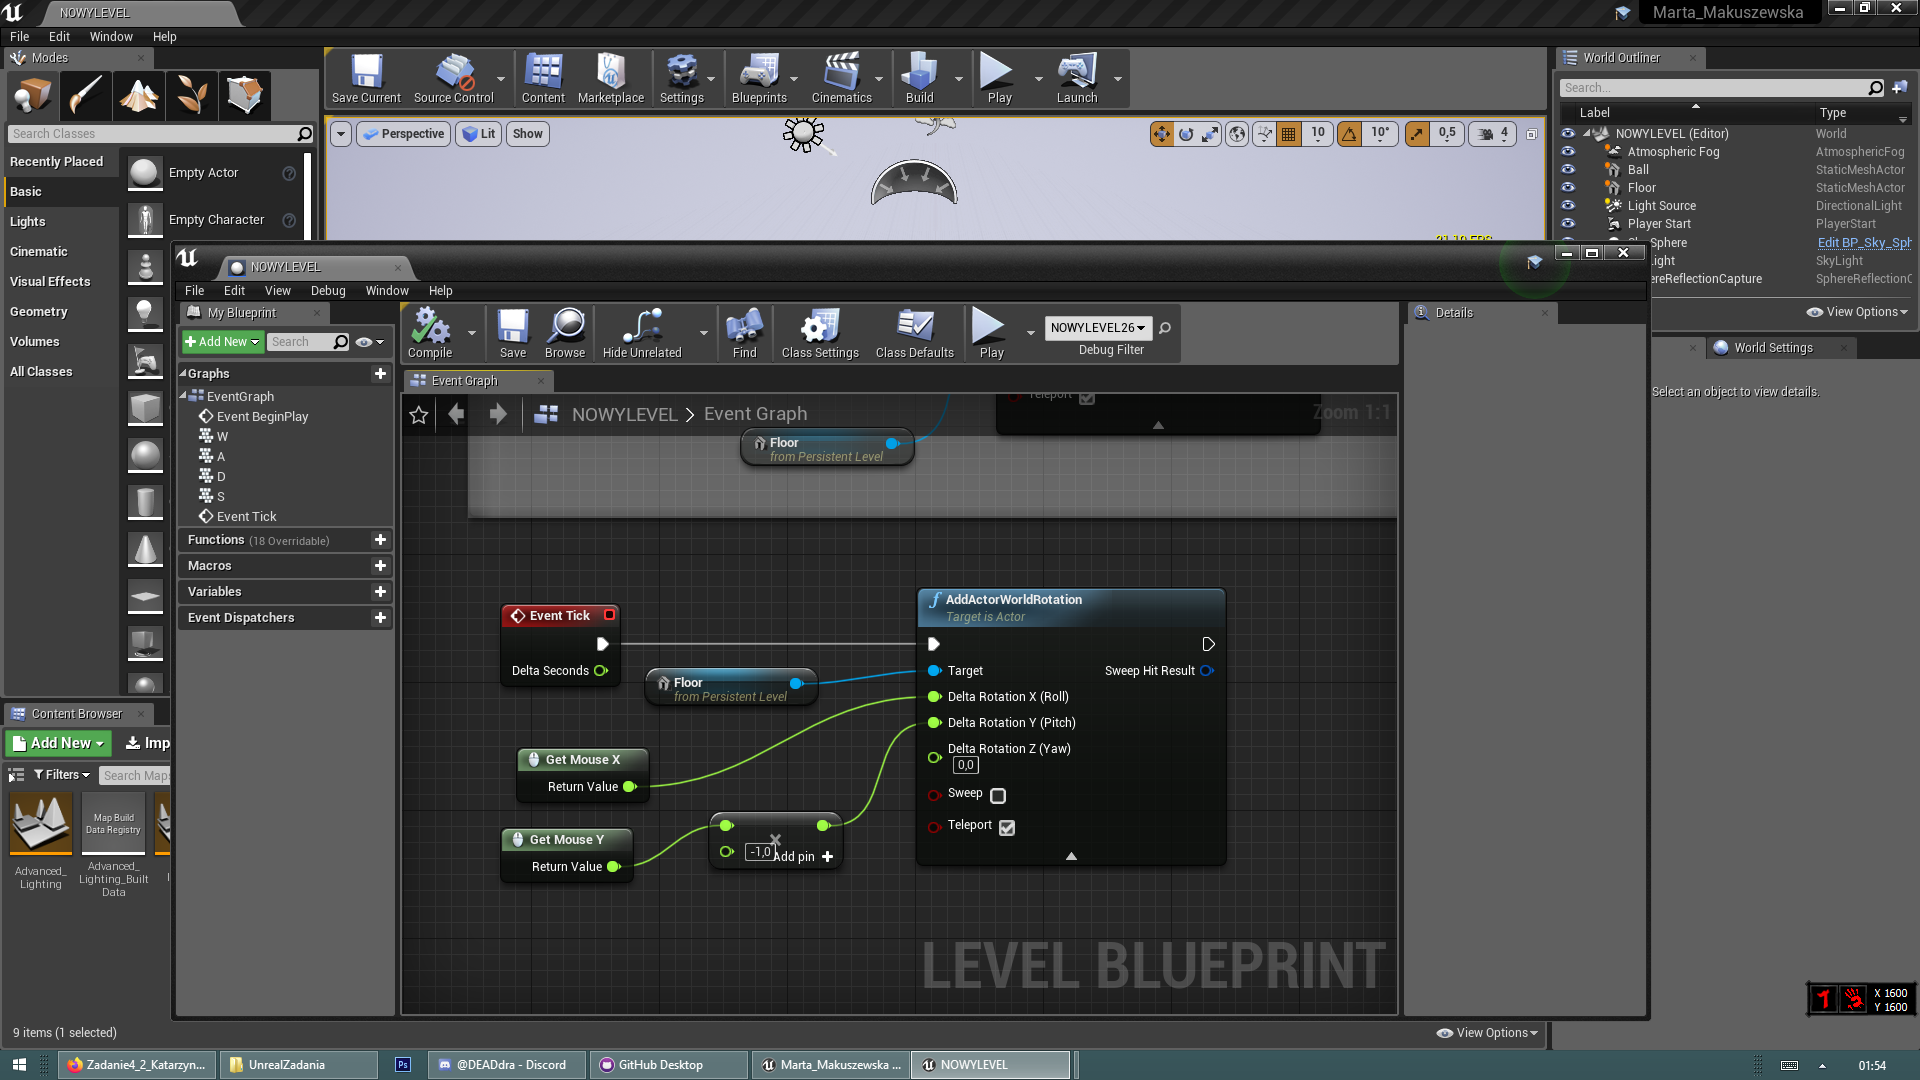 NOWYLEVEL
Marta_Makuszewska
File Edit Window Help
Modes
World Outliner
Save Current Source Control Content Marketplace Settings Blueprints Cinematics Build Play Launch
Search...
Label Type
Search Classes
Perspective Lit Show
10 10° 0,5 4
NOWYLEVEL (Editor) World
Recently Placed
Atmospheric Fog AtmosphericFog
Basic
Empty Actor
Ball StaticMeshActor
Floor StaticMeshActor
Lights
Empty Character
Light Source DirectionalLight
Player Start PlayerStart
Sphere Edit BP_Sky_Sph
Cinematic
ight SkyLight
Visual Effects
ereReflectionCapture SphereReflectionC
Geometry
View Options
Volumes
World Settings
All Classes
Select an object to view details.
NOWYLEVEL
File Edit View Debug Window Help
My Blueprint
Details
Add New Search
Compile Save Browse Hide Unrelated Find Class Settings Class Defaults Play
NOWYLEVEL26
Debug Filter
Graphs
Event Graph
EventGraph
Event BeginPlay
W
A
D
S
Event Tick
Functions (18 Overridable)
Macros
Variables
Event Dispatchers
NOWYLEVEL > Event Graph
Zoom 1:1
Teleport
Floor
from Persistent Level
Event Tick
Delta Seconds
Floor
from Persistent Level
Get Mouse X
Return Value
Get Mouse Y
Return Value
-1,0
Add pin
AddActorWorldRotation
Target is Actor
Target Sweep Hit Result
Delta Rotation X (Roll)
Delta Rotation Y (Pitch)
Delta Rotation Z (Yaw)
0,0
Sweep
Teleport
LEVEL BLUEPRINT
Content Browser
Add New Imp
Filters Search Maps
Map Build
Data Registry
Advanced_
Lighting
Advanced_
Lighting_Built
Data
9 items (1 selected)
View Options
X 1600
Y 1600
Zadanie4_2_Katarzyn...
UnrealZadania
Ps
@DEADdra - Discord
GitHub Desktop
Marta_Makuszewska ...
NOWYLEVEL
01:54